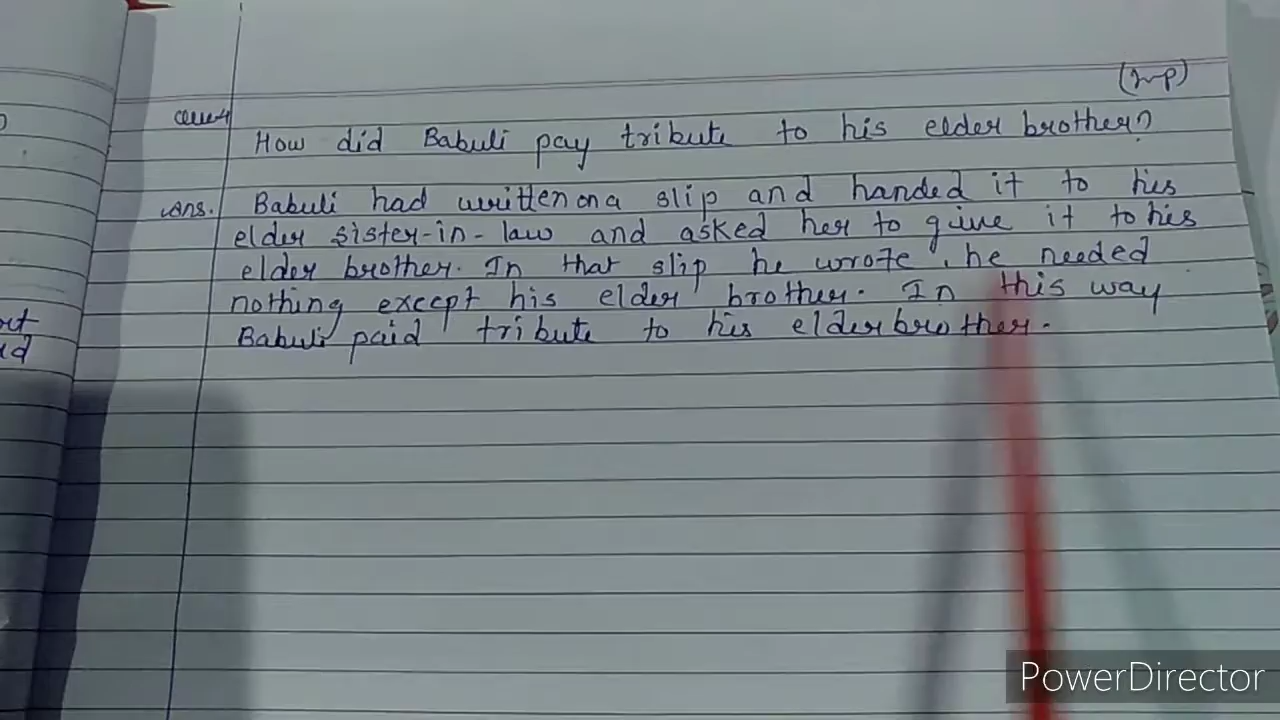 (Imp)
Ques4
How did Babuli pay tribute to his elder brother?
Ans. Babuli had written on a slip and handed it to his
elder sister-in-law and asked her to give it to his
elder brother. In that slip he wrote, he needed
nothing except his elder brother. In this way
Babuli paid tribute to his elder brother.
PowerDirector